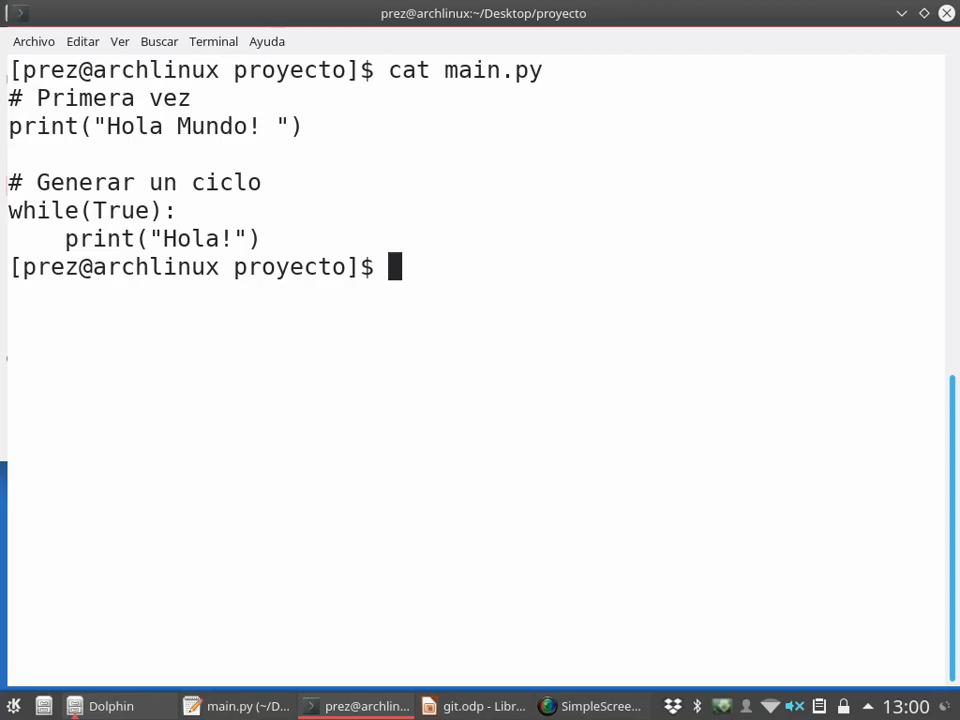 prez@archlinux:~/Desktop/proyecto
Archivo Editar Ver Buscar Terminal Ayuda
[prez@archlinux proyecto]$ cat main.py
# Primera vez
print("Hola Mundo! ")

# Generar un ciclo
while(True):
    print("Hola!")
[prez@archlinux proyecto]$
Dolphin main.py (~/D... prez@archlin... git.odp - Libr... SimpleScree... 13:00